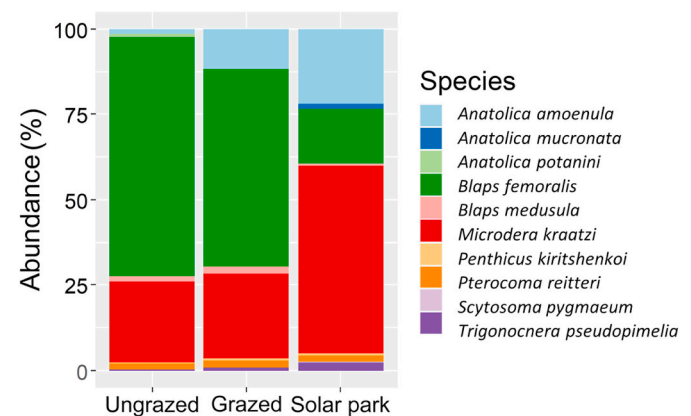 Abundance (%)
100
75
50
25
0
Ungrazed Grazed Solar park
Species
Anatolica amoenula
Anatolica mucronata
Anatolica potanini
Blaps femoralis
Blaps medusula
Microdera kraatzi
Penthicus kiritshenkoi
Pterocoma reitteri
Scytosoma pygmaeum
Trigonocnera pseudopimelia